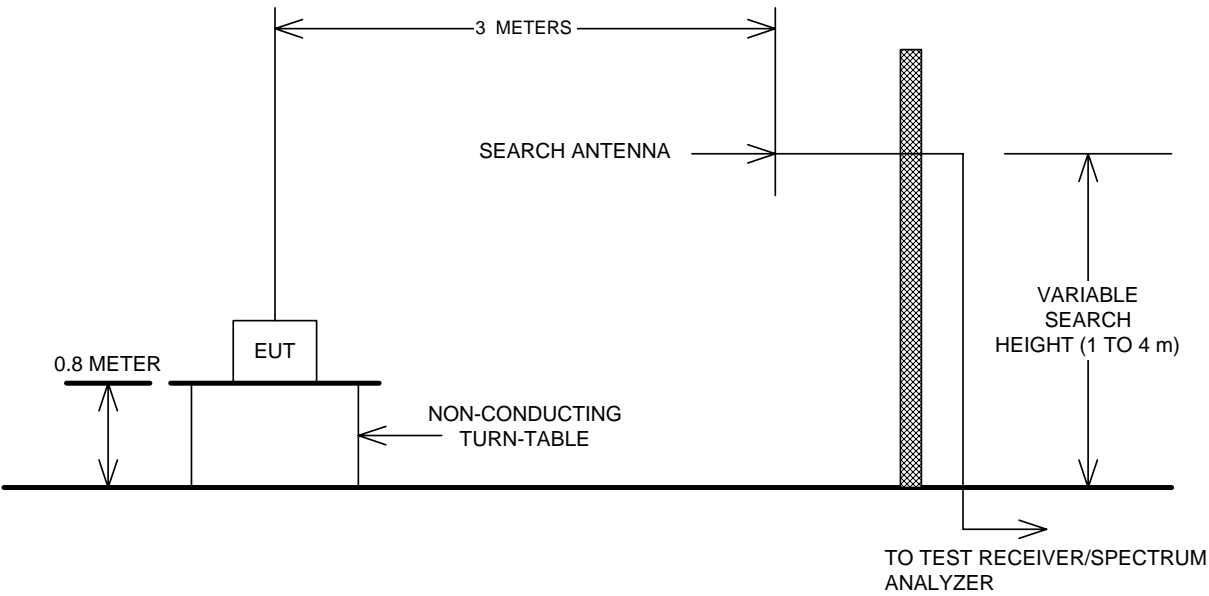 3 METERS
SEARCH ANTENNA
VARIABLE
SEARCH
HEIGHT (1 TO 4 m)
EUT
0.8 METER
NON-CONDUCTING
TURN-TABLE
TO TEST RECEIVER/SPECTRUM
ANALYZER